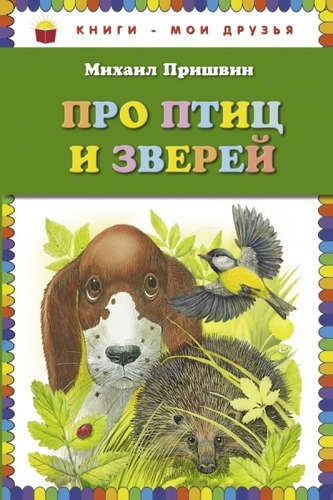 КНИГИ - МОИ ДРУЗЬЯ
Михаил Пришвин
ПРО ПТИЦ
И ЗВЕРЕЙ